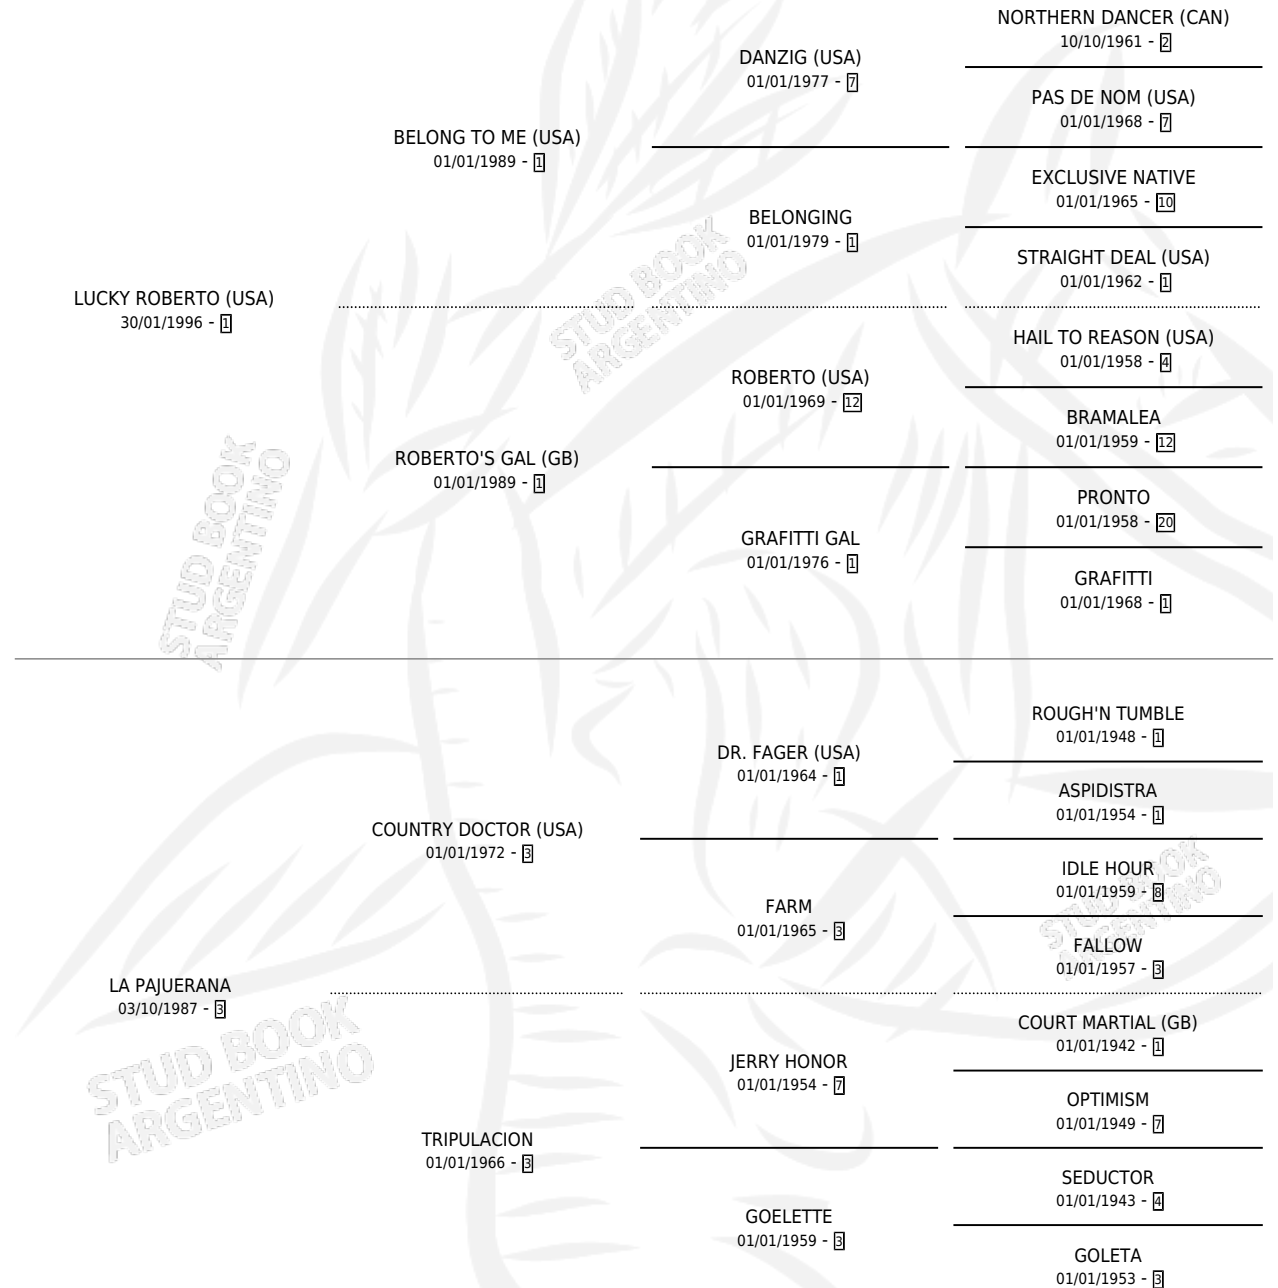 NORTHERN DANCER (CAN)
10/10/1961 - 2
DANZIG (USA)
01/01/1977 - 7
PAS DE NOM (USA)
01/01/1968 - 7
BELONG TO ME (USA)
01/01/1989 - 1
EXCLUSIVE NATIVE
01/01/1965 - 10
BELONGING
01/01/1979 - 1
STRAIGHT DEAL (USA)
01/01/1962 - 1
LUCKY ROBERTO (USA)
30/01/1996 - 1
HAIL TO REASON (USA)
01/01/1958 - 4
ROBERTO (USA)
01/01/1969 - 12
BRAMALEA
01/01/1959 - 12
ROBERTO'S GAL (GB)
01/01/1989 - 1
PRONTO
01/01/1958 - 20
GRAFITTI GAL
01/01/1976 - 1
GRAFITTI
01/01/1968 - 1
ROUGH'N TUMBLE
01/01/1948 - 1
DR. FAGER (USA)
01/01/1964 - 1
ASPIDISTRA
01/01/1954 - 1
COUNTRY DOCTOR (USA)
01/01/1972 - 3
IDLE HOUR
01/01/1959 - 8
FARM
01/01/1965 - 3
FALLOW
01/01/1957 - 3
LA PAJUERANA
03/10/1987 - 3
COURT MARTIAL (GB)
01/01/1942 - 1
JERRY HONOR
01/01/1954 - 7
OPTIMISM
01/01/1949 - 7
TRIPULACION
01/01/1966 - 3
SEDUCTOR
01/01/1943 - 4
GOELETTE
01/01/1959 - 3
GOLETA
01/01/1953 - 3
STUD BOOK
ARGENTINO
STUD BOOK
ARGENTINO
STUD BOOK
ARGENTINO
STUD BOOK
ARGENTINO